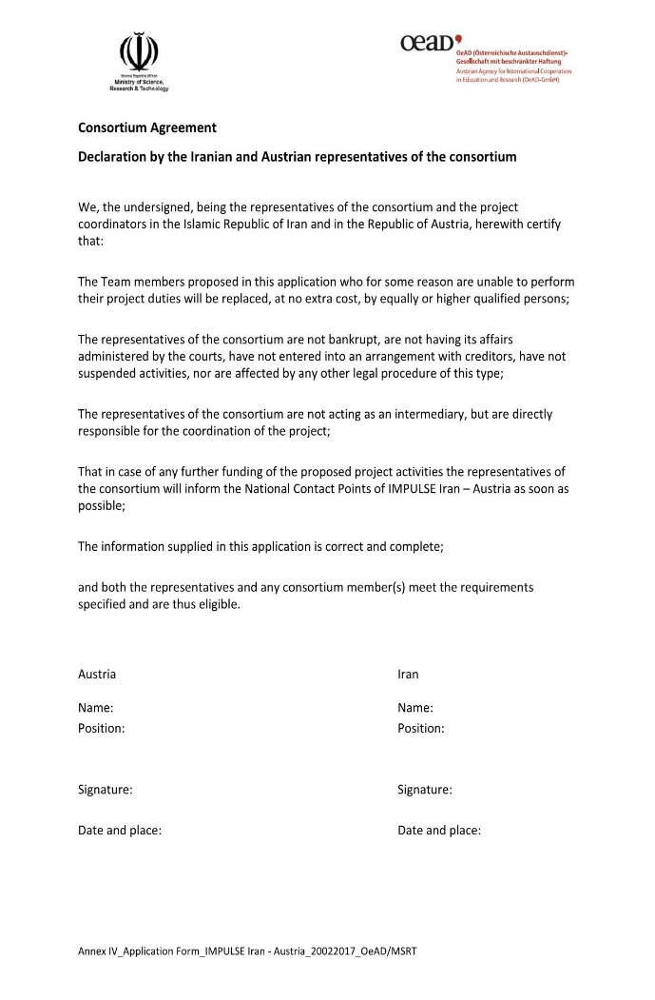 Islamic Republic of Iran
Ministry of Science,
Research & Technology
oead'
OeAD (Österreichische Austauschdienst)-
Gesellschaft mit beschränkter Haftung
Austrian Agency for International Cooperation
in Education and Research (OeAD-GmbH)
Consortium Agreement
Declaration by the Iranian and Austrian representatives of the consortium
We, the undersigned, being the representatives of the consortium and the project
coordinators in the Islamic Republic of Iran and in the Republic of Austria, herewith certify
that:
The Team members proposed in this application who for some reason are unable to perform
their project duties will be replaced, at no extra cost, by equally or higher qualified persons;
The representatives of the consortium are not bankrupt, are not having its affairs
administered by the courts, have not entered into an arrangement with creditors, have not
suspended activities, nor are affected by any other legal procedure of this type;
The representatives of the consortium are not acting as an intermediary, but are directly
responsible for the coordination of the project;
That in case of any further funding of the proposed project activities the representatives of
the consortium will inform the National Contact Points of IMPULSE Iran – Austria as soon as
possible;
The information supplied in this application is correct and complete;
and both the representatives and any consortium member(s) meet the requirements
specified and are thus eligible.
Austria Iran
Name: Name:
Position: Position:
Signature: Signature:
Date and place: Date and place:
Annex IV_Application Form_IMPULSE Iran - Austria_20022017_OeAD/MSRT